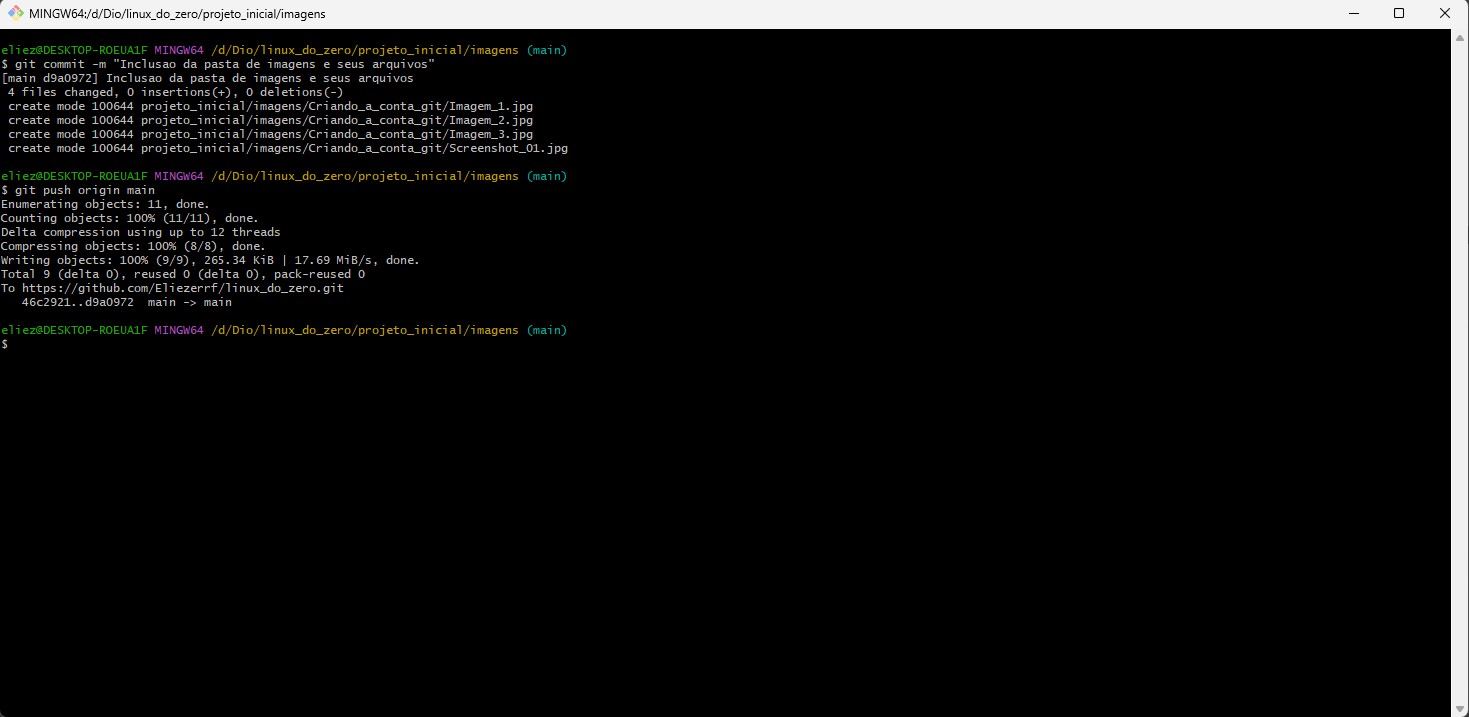 MINGW64:/d/Dio/linux_do_zero/projeto_inicial/imagens
eliez@DESKTOP-ROEUA1F MINGW64 /d/Dio/linux_do_zero/projeto_inicial/imagens (main)
$ git commit -m "Inclusao da pasta de imagens e seus arquivos"
[main d9a0972] Inclusao da pasta de imagens e seus arquivos
 4 files changed, 0 insertions(+), 0 deletions(-)
 create mode 100644 projeto_inicial/imagens/Criando_a_conta_git/Imagem_1.jpg
 create mode 100644 projeto_inicial/imagens/Criando_a_conta_git/Imagem_2.jpg
 create mode 100644 projeto_inicial/imagens/Criando_a_conta_git/Imagem_3.jpg
 create mode 100644 projeto_inicial/imagens/Criando_a_conta_git/Screenshot_01.jpg
eliez@DESKTOP-ROEUA1F MINGW64 /d/Dio/linux_do_zero/projeto_inicial/imagens (main)
$ git push origin main
Enumerating objects: 11, done.
Counting objects: 100% (11/11), done.
Delta compression using up to 12 threads
Compressing objects: 100% (8/8), done.
Writing objects: 100% (9/9), 265.34 KiB | 17.69 MiB/s, done.
Total 9 (delta 0), reused 0 (delta 0), pack-reused 0
To https://github.com/Eliezerrf/linux_do_zero.git
   46c2921..d9a0972  main -> main
eliez@DESKTOP-ROEUA1F MINGW64 /d/Dio/linux_do_zero/projeto_inicial/imagens (main)
$